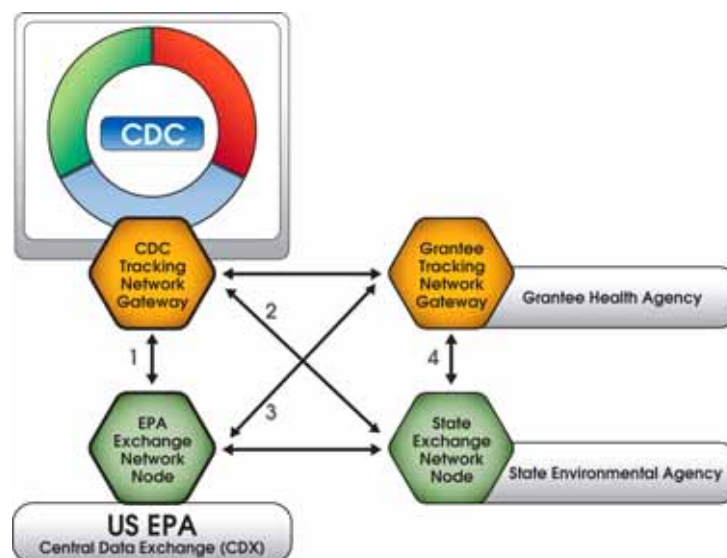 CDC
CDC
Tracking
Network
Gateway
Grantee
Tracking
Network
Gateway
Grantee Health Agency
2
1
4
3
EPA
Exchange
Network
Node
State
Exchange
Network
Node
State Environmental Agency
US EPA
Central Data Exchange (CDX)